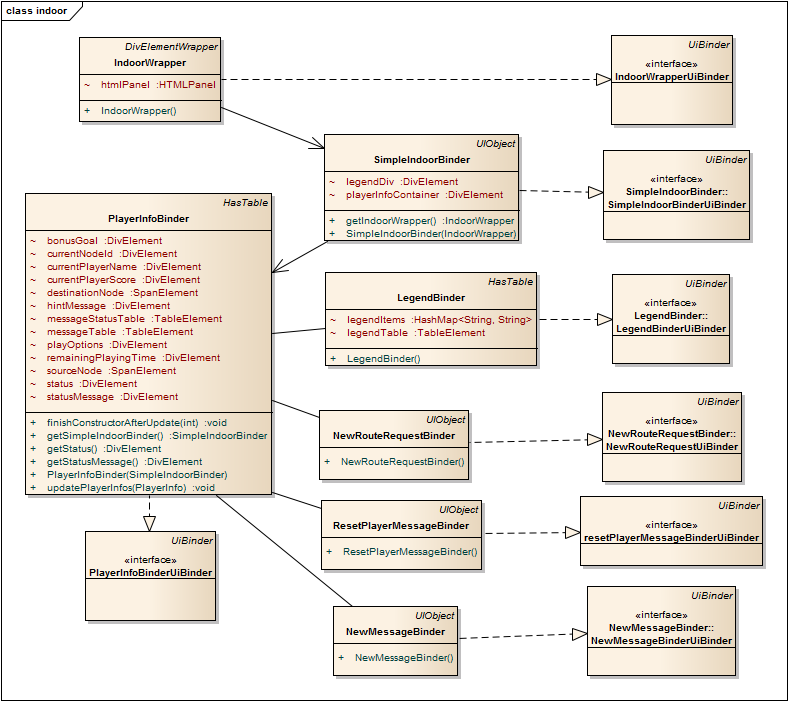 class indoor
DivElementWrapper
IndoorWrapper
~ htmlPanel :HTMLPanel
+ IndoorWrapper()
UiBinder
«interface»
IndoorWrapperUiBinder
UIObject
SimpleIndoorBinder
~ legendDiv :DivElement
~ playerInfoContainer :DivElement
+ getIndoorWrapper() :IndoorWrapper
+ SimpleIndoorBinder(IndoorWrapper)
UiBinder
«interface»
SimpleIndoorBinder::
SimpleIndoorBinderUiBinder
HasTable
PlayerInfoBinder
~ bonusGoal :DivElement
~ currentNodeId :DivElement
~ currentPlayerName :DivElement
~ currentPlayerScore :DivElement
~ destinationNode :SpanElement
~ hintMessage :DivElement
~ messageStatusTable :TableElement
~ messageTable :TableElement
~ playOptions :DivElement
~ remainingPlayingTime :DivElement
~ sourceNode :SpanElement
~ status :DivElement
~ statusMessage :DivElement
+ finishConstructorAfterUpdate(int) :void
+ getSimpleIndoorBinder() :SimpleIndoorBinder
+ getStatus() :DivElement
+ getStatusMessage() :DivElement
+ PlayerInfoBinder(SimpleIndoorBinder)
+ updatePlayerInfos(PlayerInfo) :void
HasTable
LegendBinder
~ legendItems :HashMap<String, String>
~ legendTable :TableElement
+ LegendBinder()
UiBinder
«interface»
LegendBinder::
LegendBinderUiBinder
UIObject
NewRouteRequestBinder
+ NewRouteRequestBinder()
UiBinder
«interface»
NewRouteRequestBinder::
NewRouteRequestUiBinder
UIObject
ResetPlayerMessageBinder
+ ResetPlayerMessageBinder()
UiBinder
«interface»
resetPlayerMessageBinderUiBinder
UiBinder
«interface»
PlayerInfoBinderUiBinder
UIObject
NewMessageBinder
+ NewMessageBinder()
UiBinder
«interface»
NewMessageBinder::
NewMessageBinderUiBinder